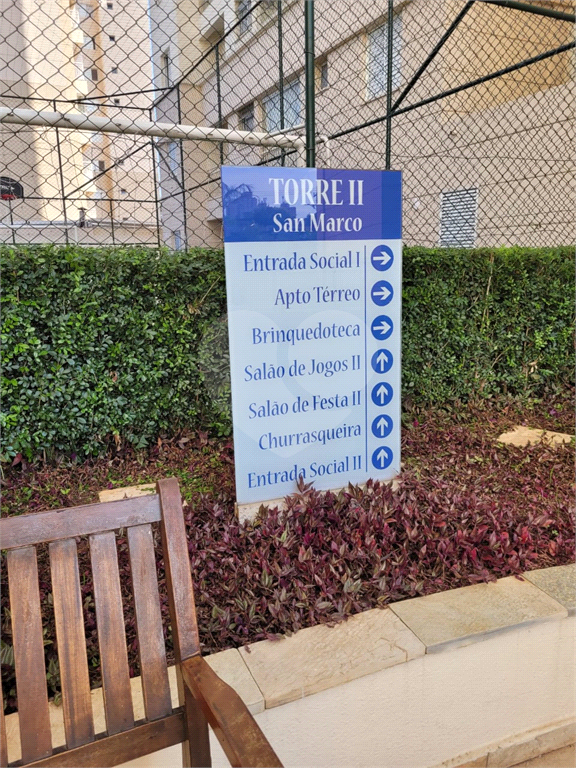 TORRE II
San Marco
Entrada Social I
Apto Térreo
Brinquedoteca
Salão de Jogos II
Salão de Festa II
Churrasqueira
Entrada Social II